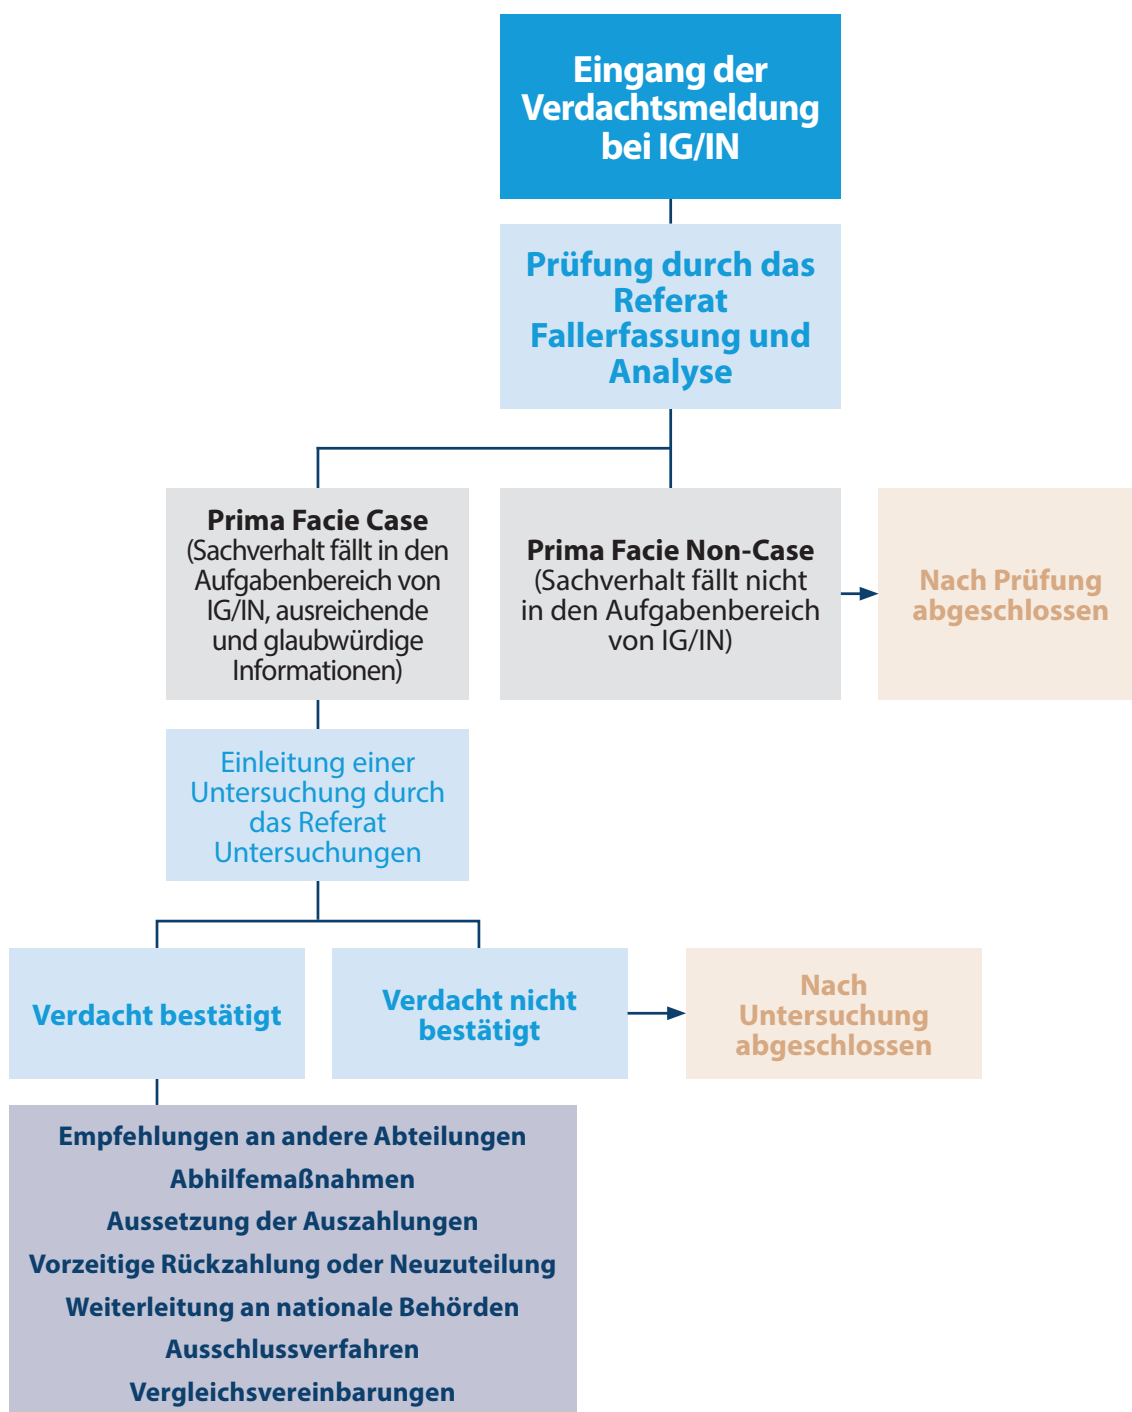 Eingang der
Verdachtsmeldung
bei IG/IN
Prüfung durch das
Referat
Fallerfassung und
Analyse
Prima Facie Case
(Sachverhalt fällt in den
Aufgabenbereich von
IG/IN, ausreichende
und glaubwürdige
Informationen)
Prima Facie Non-Case
(Sachverhalt fällt nicht
in den Aufgabenbereich
von IG/IN)
Nach Prüfung
abgeschlossen
Einleitung einer
Untersuchung durch
das Referat
Untersuchungen
Verdacht bestätigt
Verdacht nicht
bestätigt
Nach
Untersuchung
abgeschlossen
Empfehlungen an andere Abteilungen
Abhilfemaßnahmen
Aussetzung der Auszahlungen
Vorzeitige Rückzahlung oder Neuzuteilung
Weiterleitung an nationale Behörden
Ausschlussverfahren
Vergleichsvereinbarungen